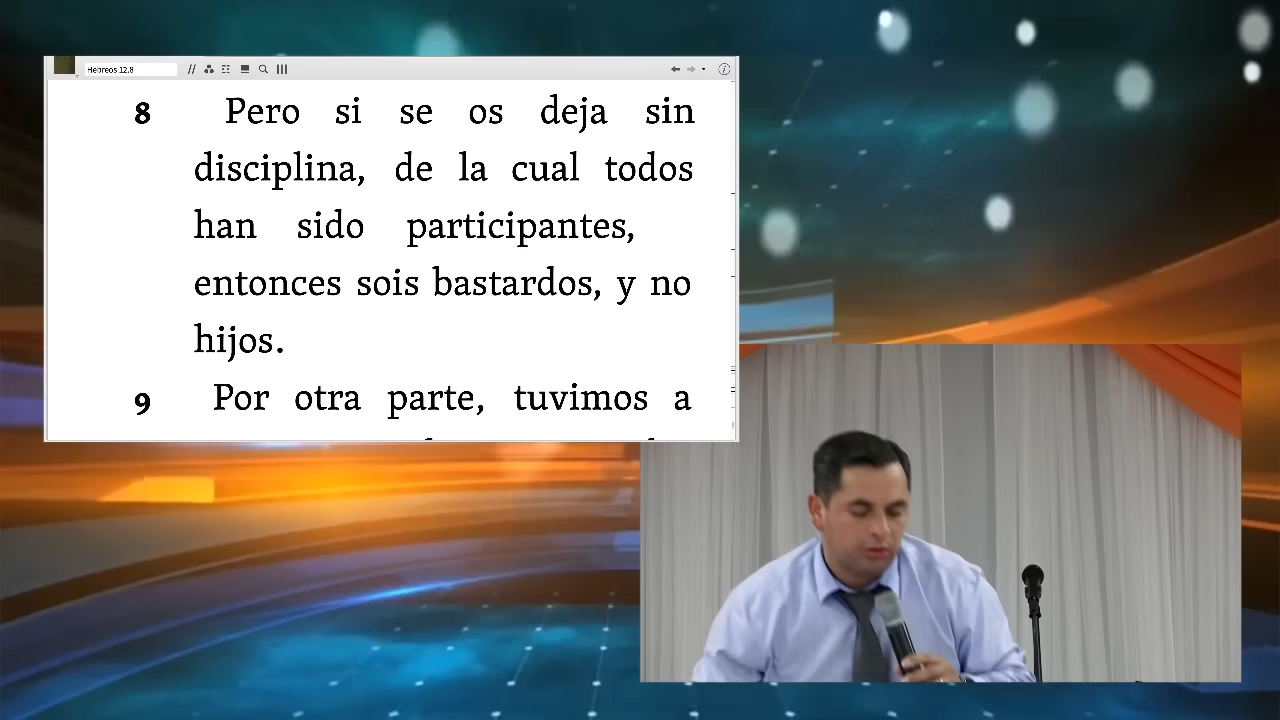 Hebreos 12.8
8 Pero si se os deja sin
disciplina, de la cual todos
han sido participantes,
entonces sois bastardos, y no
hijos.
9 Por otra parte, tuvimos a